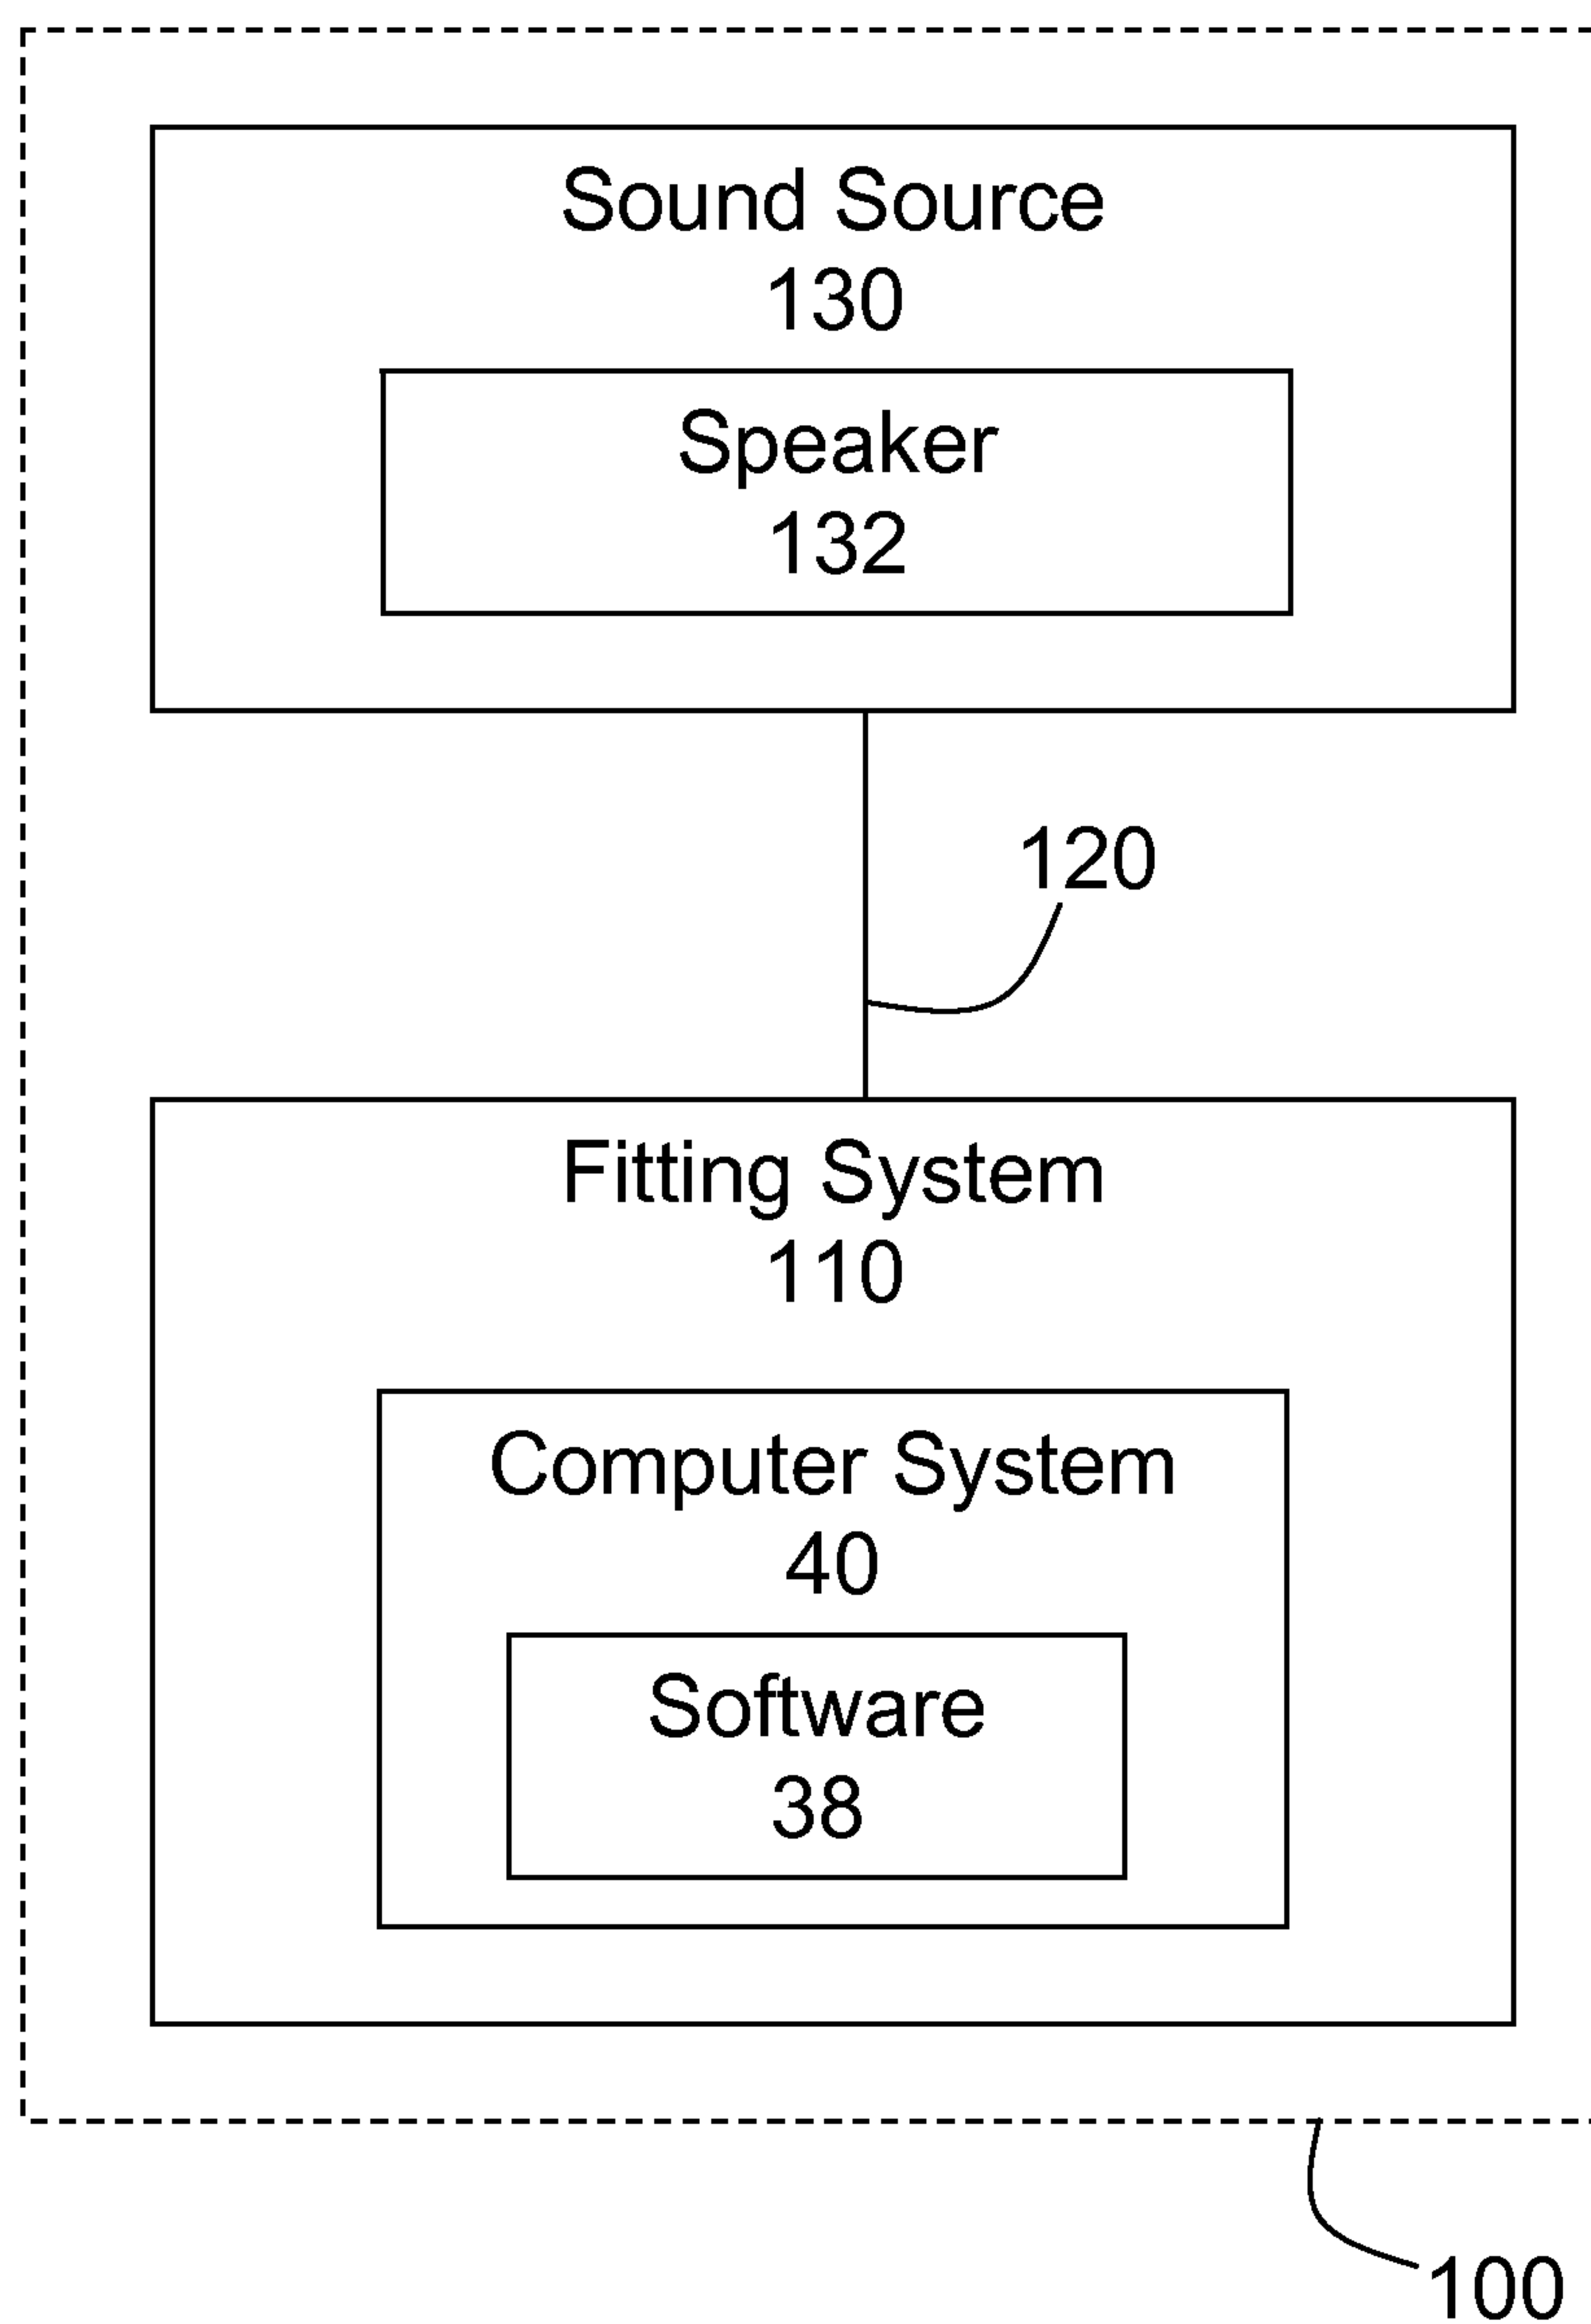 Sound Source
130
Speaker
132
120
Fitting System
110
Computer System
40
Software
38
100